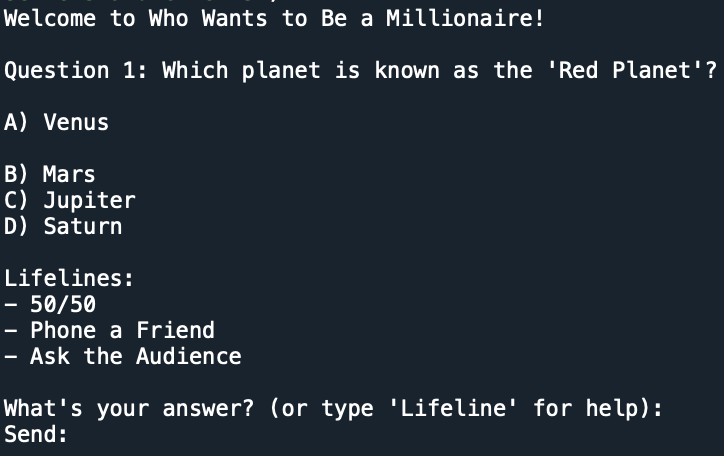 Welcome to Who Wants to Be a Millionaire!
Question 1: Which planet is known as the 'Red Planet'?
A) Venus
B) Mars
C) Jupiter
D) Saturn
Lifelines:
- 50/50
- Phone a Friend
- Ask the Audience
What's your answer? (or type 'Lifeline' for help):
Send: